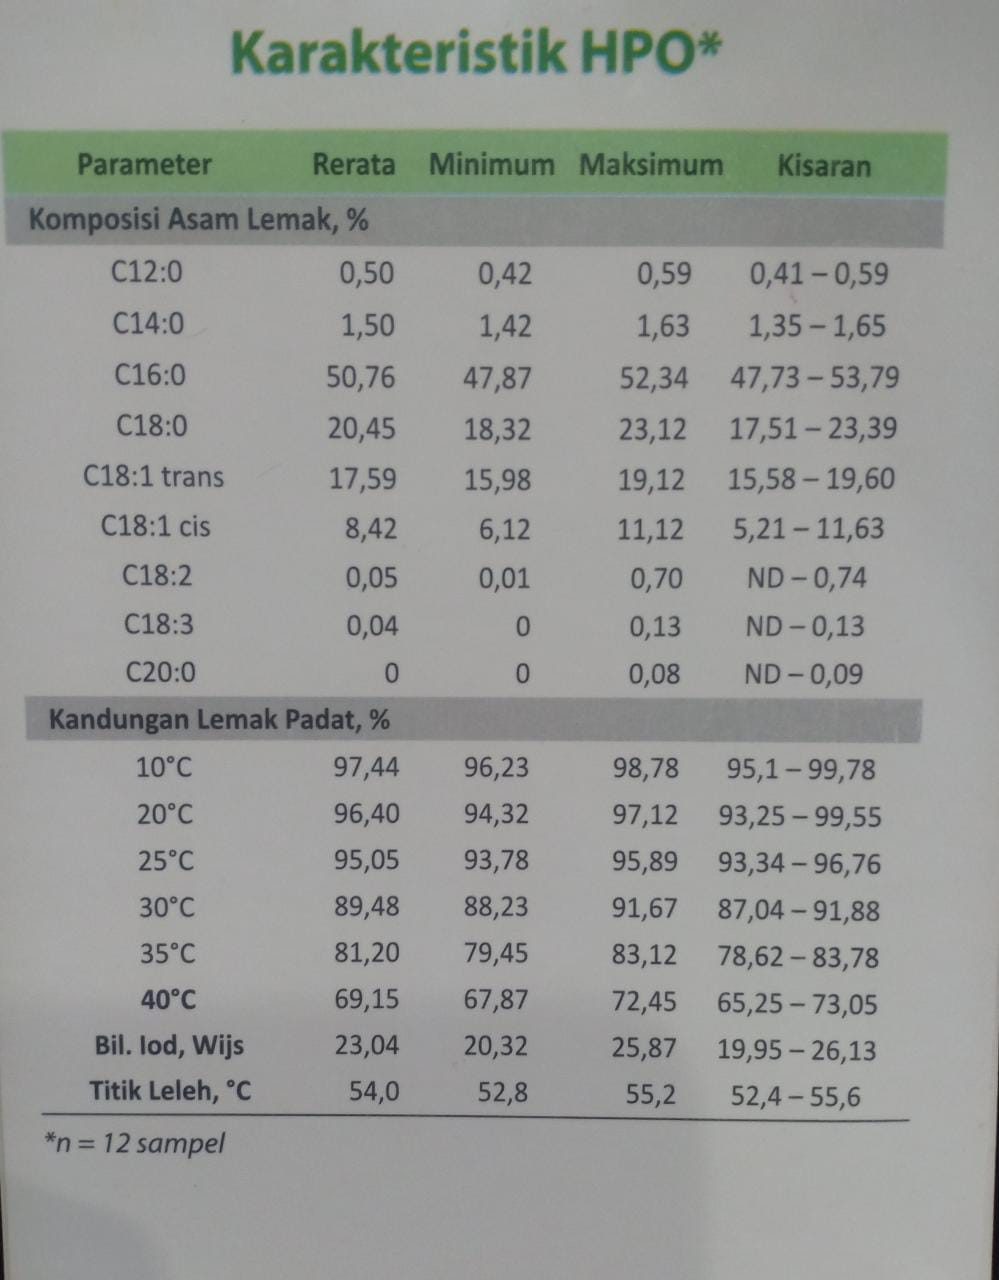 Karakteristik HPO*
Parameter Rerata Minimum Maksimum Kisaran
Komposisi Asam Lemak, %
C12:0 0,50 0,42 0,59 0,41 – 0,59
C14:0 1,50 1,42 1,63 1,35 – 1,65
C16:0 50,76 47,87 52,34 47,73 – 53,79
C18:0 20,45 18,32 23,12 17,51 – 23,39
C18:1 trans 17,59 15,98 19,12 15,58 – 19,60
C18:1 cis 8,42 6,12 11,12 5,21 – 11,63
C18:2 0,05 0,01 0,70 ND – 0,74
C18:3 0,04 0 0,13 ND – 0,13
C20:0 0 0 0,08 ND – 0,09
Kandungan Lemak Padat, %
10°C 97,44 96,23 98,78 95,1 – 99,78
20°C 96,40 94,32 97,12 93,25 – 99,55
25°C 95,05 93,78 95,89 93,34 – 96,76
30°C 89,48 88,23 91,67 87,04 – 91,88
35°C 81,20 79,45 83,12 78,62 – 83,78
40°C 69,15 67,87 72,45 65,25 – 73,05
Bil. Iod, Wijs 23,04 20,32 25,87 19,95 – 26,13
Titik Leleh, °C 54,0 52,8 55,2 52,4 – 55,6
*n = 12 sampel